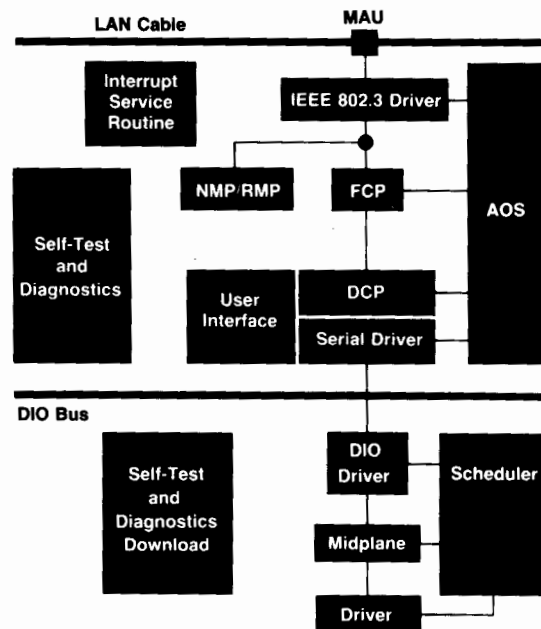 LAN Cable
MAU
Interrupt
Service
Routine
IEEE 802.3 Driver
NMP/RMP
FCP
AOS
Self-Test
and
Diagnostics
User
Interface
DCP
Serial Driver
DIO Bus
Self-Test
and
Diagnostics
Download
DIO
Driver
Scheduler
Midplane
Driver